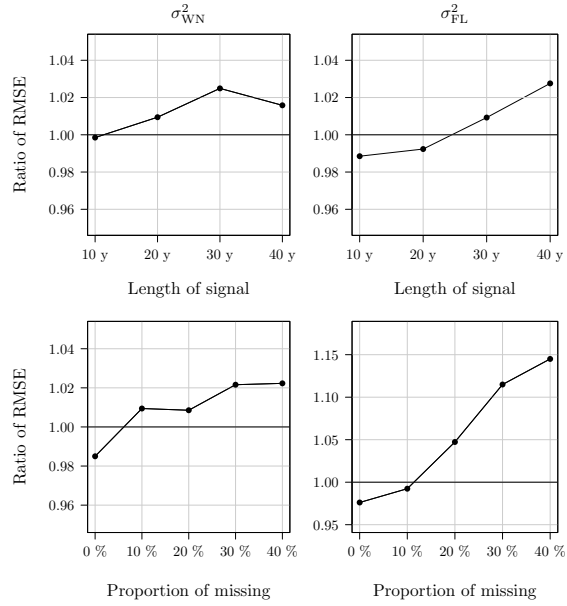 σ²_WN
σ²_FL
Ratio of RMSE
1.04
1.02
1.00
0.98
0.96
10 y 20 y 30 y 40 y
Length of signal
1.04
1.02
1.00
0.98
0.96
10 y 20 y 30 y 40 y
Length of signal
Ratio of RMSE
1.04
1.02
1.00
0.98
0.96
0 % 10 % 20 % 30 % 40 %
Proportion of missing
1.15
1.10
1.05
1.00
0.95
0 % 10 % 20 % 30 % 40 %
Proportion of missing